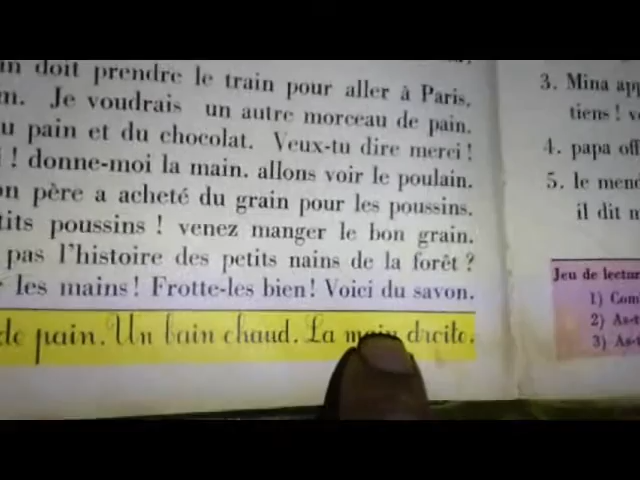 doit prendre le train pour aller à Paris.
Je voudrais un autre morceau de pain.
pain et du chocolat. Veux-tu dire merci !
! donne-moi la main. allons voir le poulain.
père a acheté du grain pour les poussins.
poussins ! venez manger le bon grain.
pas l'histoire des petits nains de la forêt ?
les mains ! Frotte-les bien ! Voici du savon.
de pain. Un bain chaud. La main droite.
3. Mina
tiens !
4. papa
5. le
il dit
Jeu de
1)
2)
3)